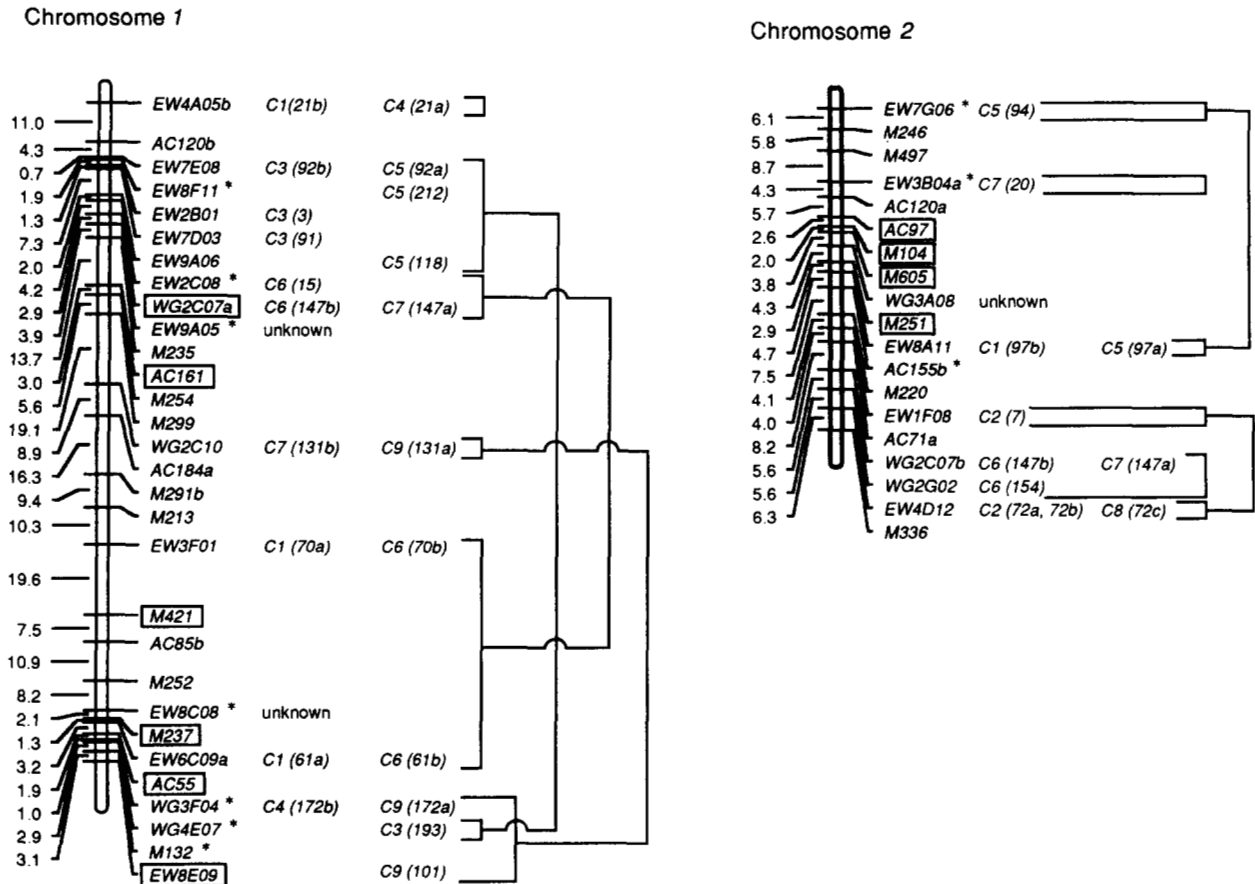 Chromosome 1
EW4A05b C1(21b) C4 (21a)
11.0
AC120b
4.3
EW7E08 C3 (92b) C5 (92a)
0.7
EW8F11 * C5 (212)
1.9
EW2B01 C3 (3)
1.3
EW7D03 C3 (91)
7.3
EW9A06 C5 (118)
2.0
EW2C08 * C6 (15)
4.2
WG2C07a C6 (147b) C7 (147a)
2.9
EW9A05 * unknown
3.9
M235
13.7
AC161
3.0
M254
5.6
M299
19.1
WG2C10 C7 (131b) C9 (131a)
8.9
AC184a
16.3
M291b
9.4
M213
10.3
EW3F01 C1 (70a) C6 (70b)
19.6
M421
7.5
AC85b
10.9
M252
8.2
EW8C08 * unknown
2.1
M237
1.3
EW6C09a C1 (61a) C6 (61b)
3.2
AC55
1.9
WG3F04 * C4 (172b) C9 (172a)
1.0
WG4E07 * C3 (193)
2.9
M132 *
3.1
EW8E09 C9 (101)
Chromosome 2
EW7G06 * C5 (94)
6.1
M246
5.8
M497
8.7
EW3B04a * C7 (20)
4.3
AC120a
5.7
AC97
2.6
M104
2.0
M605
3.8
WG3A08 unknown
4.3
M251
2.9
EW8A11 C1 (97b) C5 (97a)
4.7
AC155b *
7.5
M220
4.1
EW1F08 C2 (7)
4.0
AC71a
8.2
WG2C07b C6 (147b) C7 (147a)
5.6
WG2G02 C6 (154)
5.6
EW4D12 C2 (72a, 72b) C8 (72c)
6.3
M336